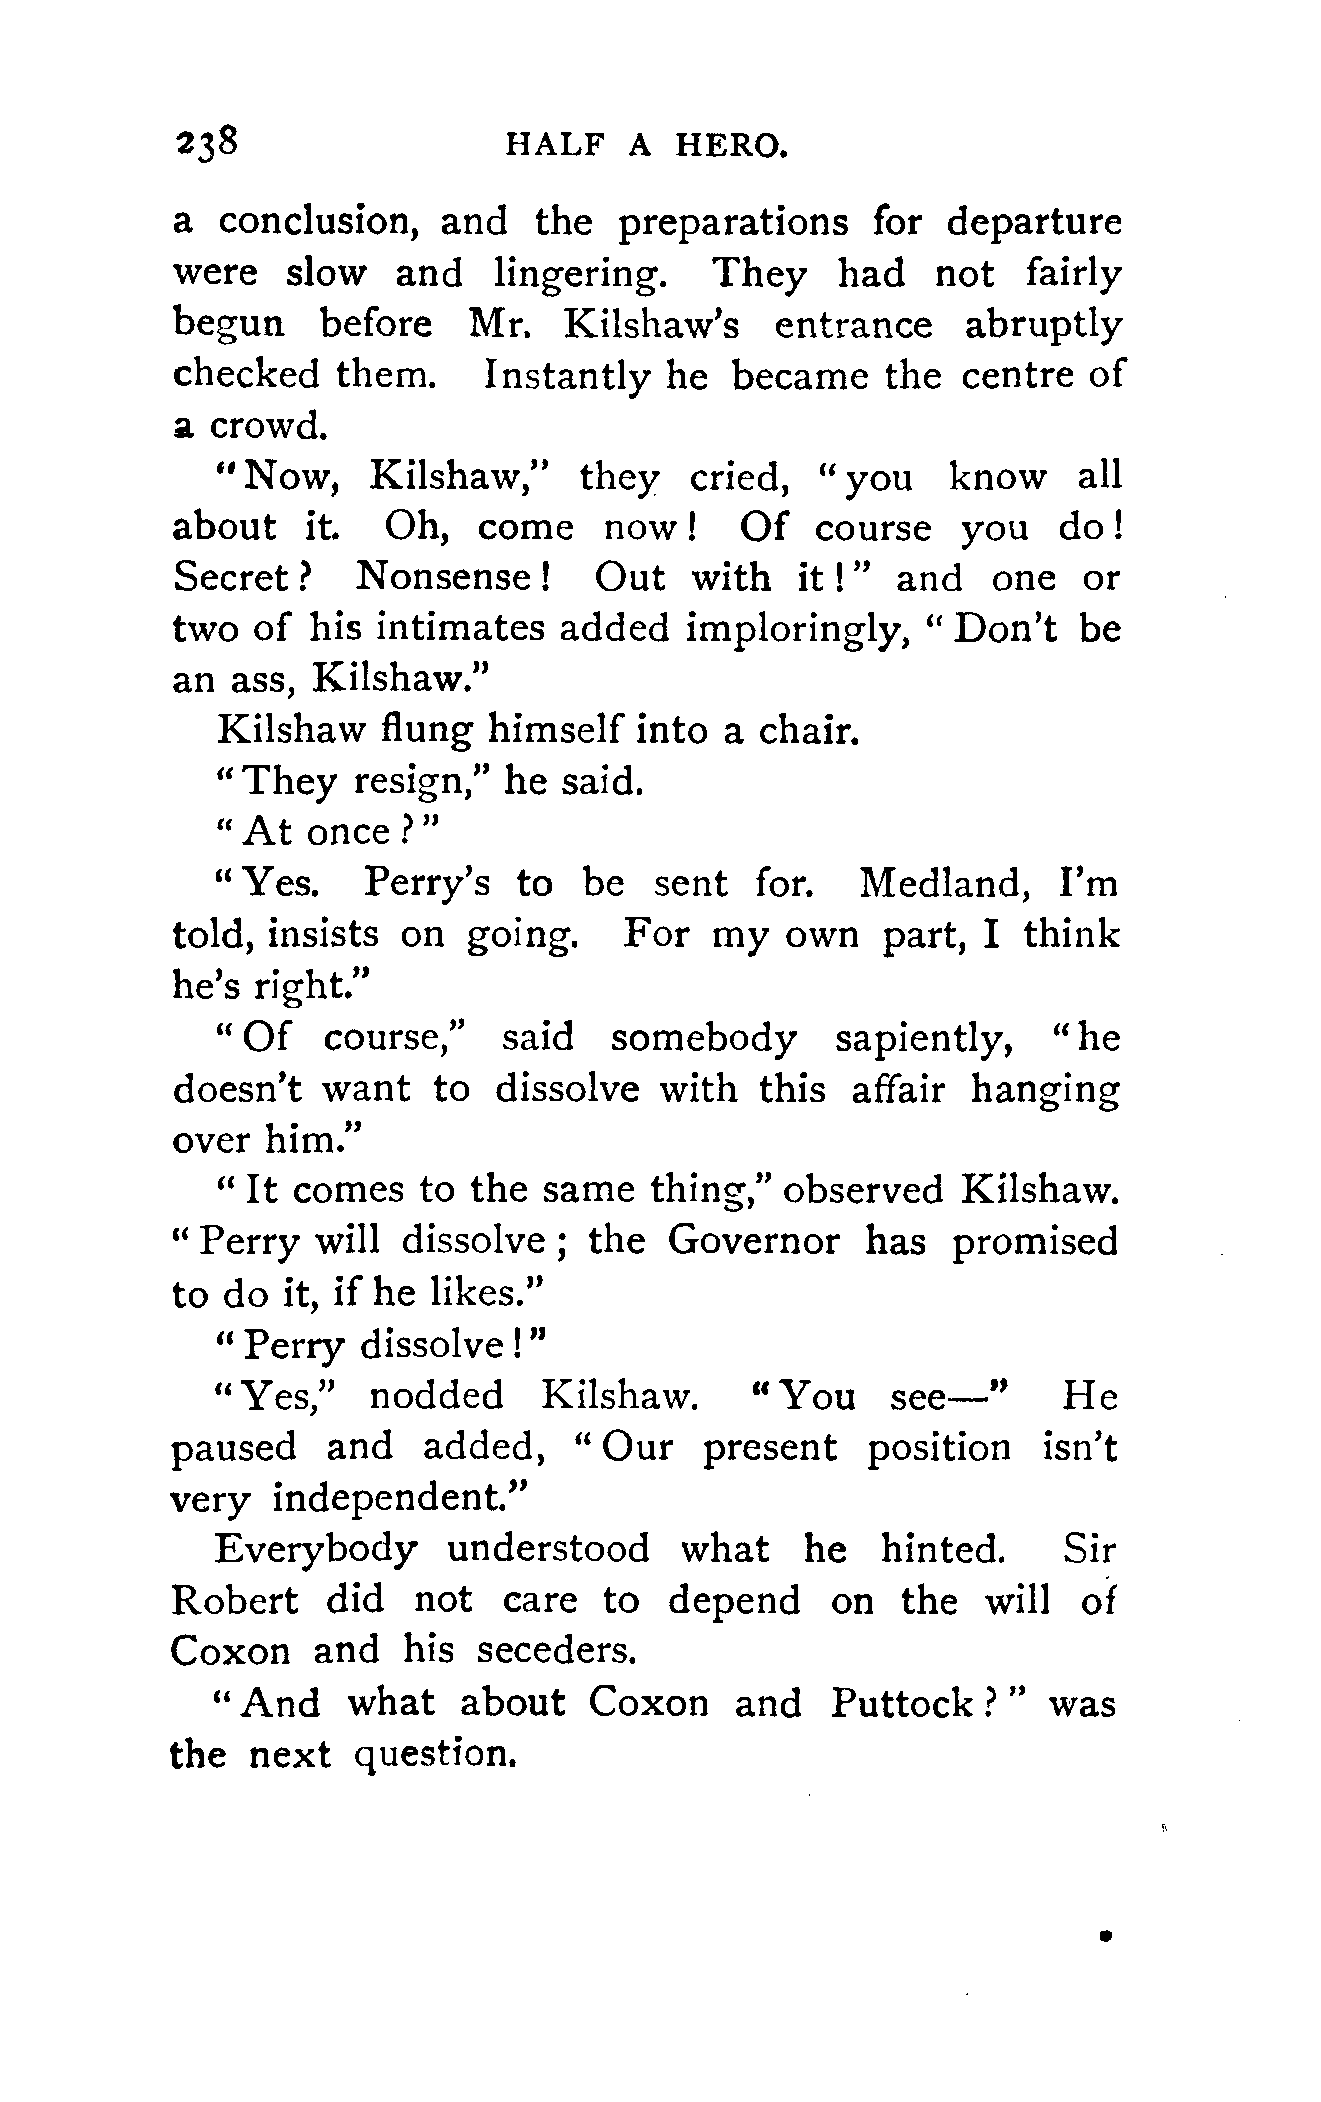 238 HALF A HERO.
a conclusion, and the preparations for departure
were slow and lingering. They had not fairly
begun before Mr. Kilshaw's entrance abruptly
checked them. Instantly he became the centre of
a crowd.
"Now, Kilshaw," they cried, "you know all
about it. Oh, come now! Of course you do!
Secret? Nonsense! Out with it!" and one or
two of his intimates added imploringly, "Don't be
an ass, Kilshaw."
Kilshaw flung himself into a chair.
"They resign," he said.
"At once?"
"Yes. Perry's to be sent for. Medland, I'm
told, insists on going. For my own part, I think
he's right."
"Of course," said somebody sapiently, "he
doesn't want to dissolve with this affair hanging
over him."
"It comes to the same thing," observed Kilshaw.
"Perry will dissolve; the Governor has promised
to do it, if he likes."
"Perry dissolve!"
"Yes," nodded Kilshaw. "You see—" He
paused and added, "Our present position isn't
very independent."
Everybody understood what he hinted. Sir
Robert did not care to depend on the will of
Coxon and his seceders.
"And what about Coxon and Puttock?" was
the next question.